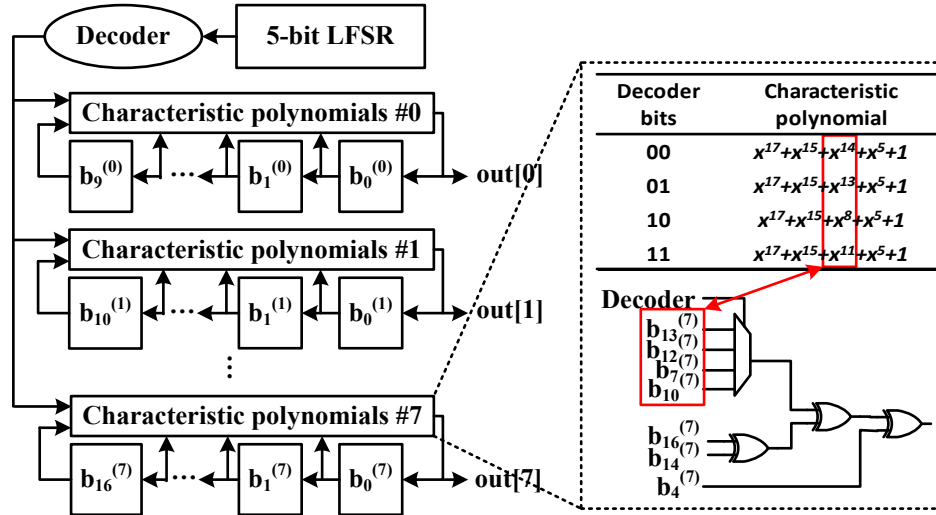 Decoder
5-bit LFSR
Characteristic polynomials #0
b₉⁽⁰⁾ ... b₁⁽⁰⁾ b₀⁽⁰⁾ out[0]
Characteristic polynomials #1
b₁₀⁽¹⁾ ... b₁⁽¹⁾ b₀⁽¹⁾ out[1]
⋮
Characteristic polynomials #7
b₁₆⁽⁷⁾ ... b₁⁽⁷⁾ b₀⁽⁷⁾ out[7]
Decoder bits Characteristic polynomial
00 x¹⁷+x¹⁵+x¹⁴+x⁵+1
01 x¹⁷+x¹⁵+x¹³+x⁵+1
10 x¹⁷+x¹⁵+x⁸+x⁵+1
11 x¹⁷+x¹⁵+x¹¹+x⁵+1
Decoder
b₁₃⁽⁷⁾
b₁₂⁽⁷⁾
b₇⁽⁷⁾
b₁₀⁽⁷⁾
b₁₆⁽⁷⁾
b₁₄⁽⁷⁾
b₄⁽⁷⁾